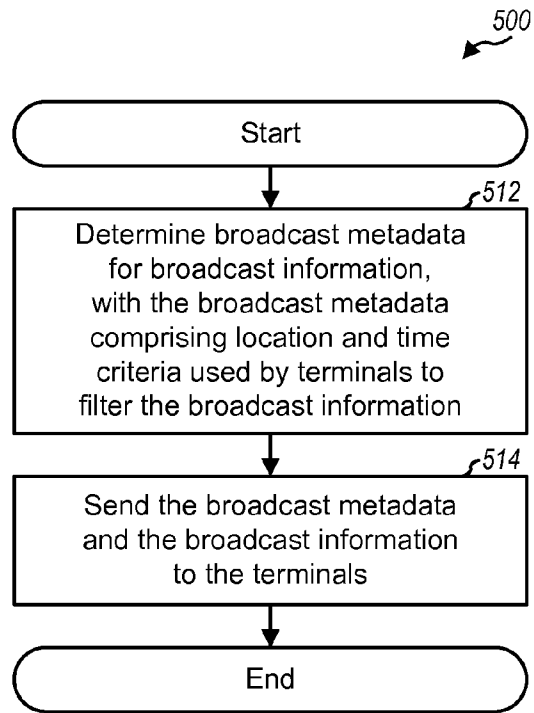 500
Start
512
Determine broadcast metadata
for broadcast information,
with the broadcast metadata
comprising location and time
criteria used by terminals to
filter the broadcast information
514
Send the broadcast metadata
and the broadcast information
to the terminals
End